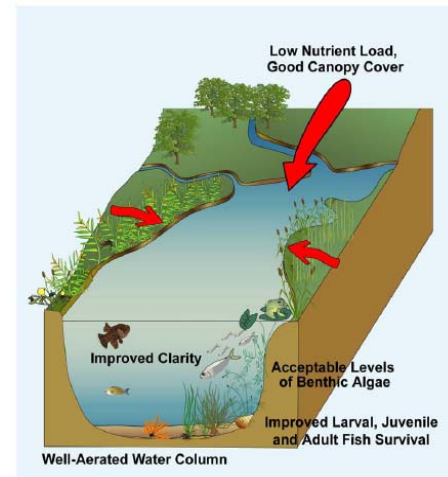 Low Nutrient Load,
Good Canopy Cover
Improved Clarity
Acceptable Levels
of Benthic Algae
Improved Larval, Juvenile
and Adult Fish Survival
Well-Aerated Water Column